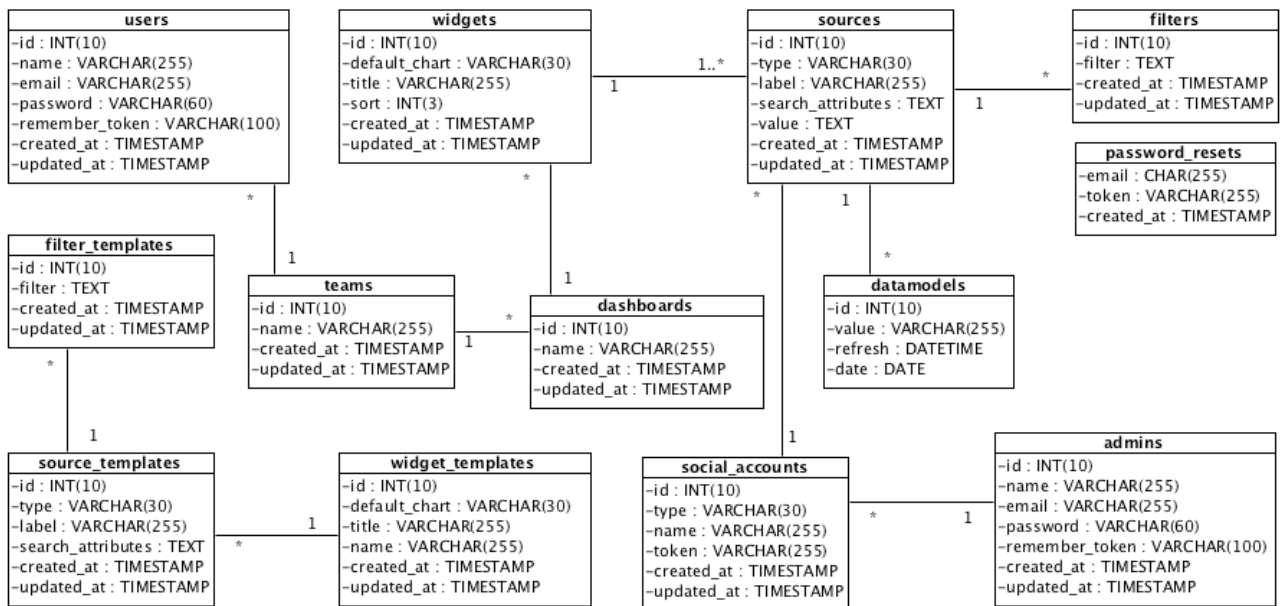 users
-id : INT(10)
-name : VARCHAR(255)
-email : VARCHAR(255)
-password : VARCHAR(60)
-remember_token : VARCHAR(100)
-created_at : TIMESTAMP
-updated_at : TIMESTAMP
widgets
-id : INT(10)
-default_chart : VARCHAR(30)
-title : VARCHAR(255)
-sort : INT(3)
-created_at : TIMESTAMP
-updated_at : TIMESTAMP
1
1..*
sources
-id : INT(10)
-type : VARCHAR(30)
-label : VARCHAR(255)
-search_attributes : TEXT
-value : TEXT
-created_at : TIMESTAMP
-updated_at : TIMESTAMP
1
*
filters
-id : INT(10)
-filter : TEXT
-created_at : TIMESTAMP
-updated_at : TIMESTAMP
password_resets
-email : CHAR(255)
-token : VARCHAR(255)
-created_at : TIMESTAMP
*
1
*
1
*
1
1
*
filter_templates
-id : INT(10)
-filter : TEXT
-created_at : TIMESTAMP
-updated_at : TIMESTAMP
teams
-id : INT(10)
-name : VARCHAR(255)
-created_at : TIMESTAMP
-updated_at : TIMESTAMP
1
*
dashboards
-id : INT(10)
-name : VARCHAR(255)
-created_at : TIMESTAMP
-updated_at : TIMESTAMP
datamodels
-id : INT(10)
-value : VARCHAR(255)
-refresh : DATETIME
-date : DATE
*
1
source_templates
-id : INT(10)
-type : VARCHAR(30)
-label : VARCHAR(255)
-search_attributes : TEXT
-created_at : TIMESTAMP
-updated_at : TIMESTAMP
*
1
widget_templates
-id : INT(10)
-default_chart : VARCHAR(30)
-title : VARCHAR(255)
-name : VARCHAR(255)
-created_at : TIMESTAMP
-updated_at : TIMESTAMP
social_accounts
-id : INT(10)
-type : VARCHAR(30)
-name : VARCHAR(255)
-token : VARCHAR(255)
-created_at : TIMESTAMP
-updated_at : TIMESTAMP
*
1
admins
-id : INT(10)
-name : VARCHAR(255)
-email : VARCHAR(255)
-password : VARCHAR(60)
-remember_token : VARCHAR(100)
-created_at : TIMESTAMP
-updated_at : TIMESTAMP